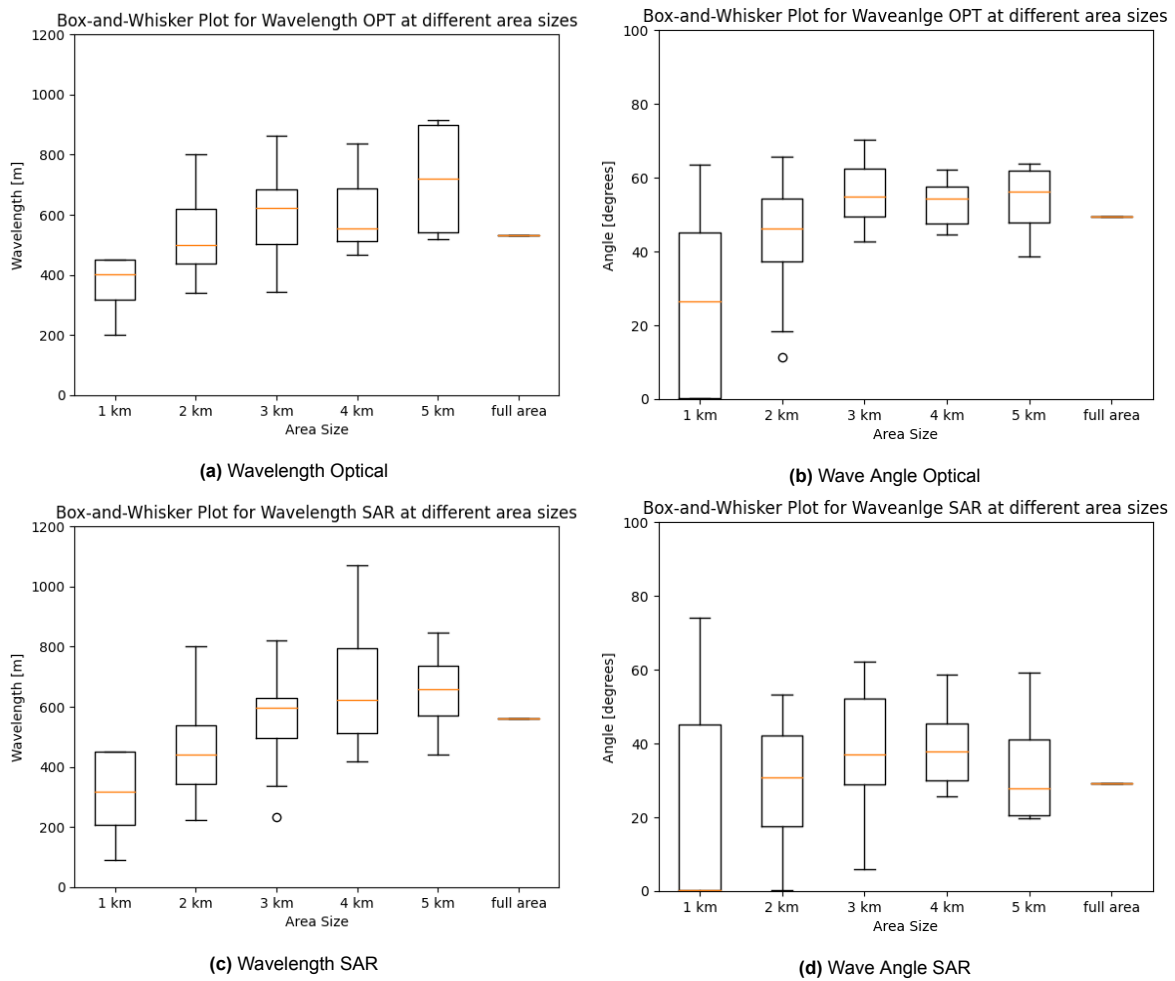 Box-and-Whisker Plot for Wavelength OPT at different area sizes
1200
1000
800
600
400
200
0
Wavelength [m]
1 km 2 km 3 km 4 km 5 km full area
Area Size
(a) Wavelength Optical
Box-and-Whisker Plot for Waveanlge OPT at different area sizes
100
80
60
40
20
0
Angle [degrees]
1 km 2 km 3 km 4 km 5 km full area
Area Size
(b) Wave Angle Optical
Box-and-Whisker Plot for Wavelength SAR at different area sizes
1200
1000
800
600
400
200
0
Wavelength [m]
1 km 2 km 3 km 4 km 5 km full area
Area Size
(c) Wavelength SAR
Box-and-Whisker Plot for Waveanlge SAR at different area sizes
100
80
60
40
20
0
Angle [degrees]
1 km 2 km 3 km 4 km 5 km full area
Area Size
(d) Wave Angle SAR